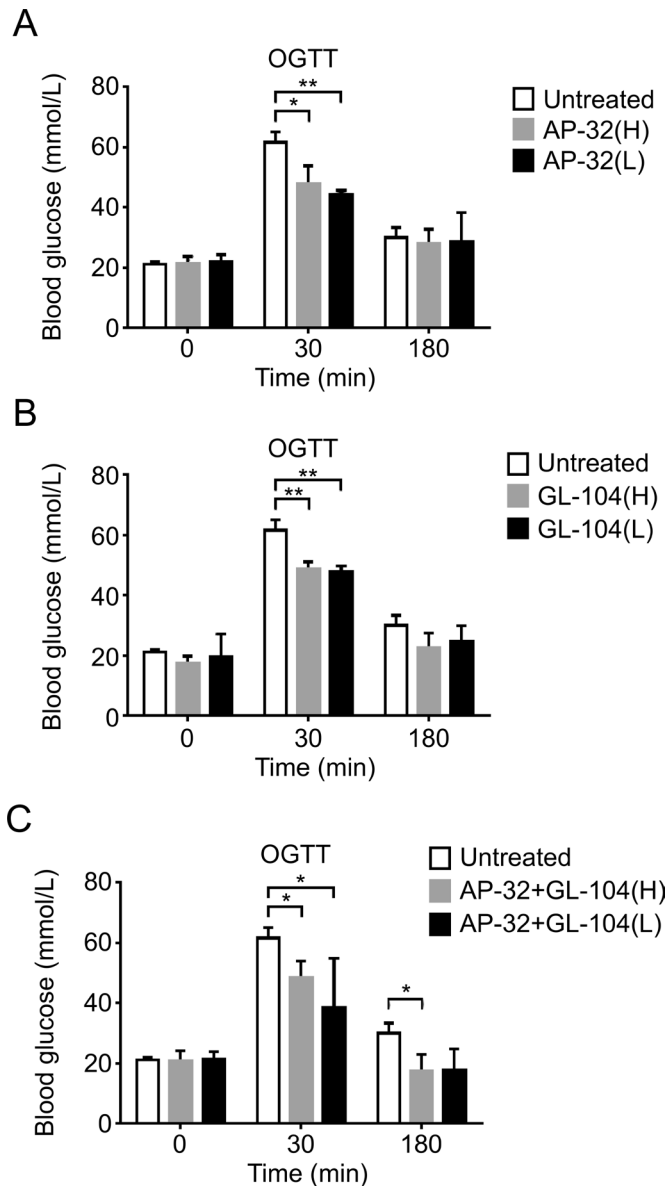 A
OGTT
Blood glucose (mmol/L)
80
60
40
20
0
** 
*
Untreated
AP-32(H)
AP-32(L)
0 30 180
Time (min)
B
OGTT
Blood glucose (mmol/L)
80
60
40
20
0
**
**
Untreated
GL-104(H)
GL-104(L)
0 30 180
Time (min)
C
OGTT
Blood glucose (mmol/L)
80
60
40
20
0
*
*
*
Untreated
AP-32+GL-104(H)
AP-32+GL-104(L)
0 30 180
Time (min)